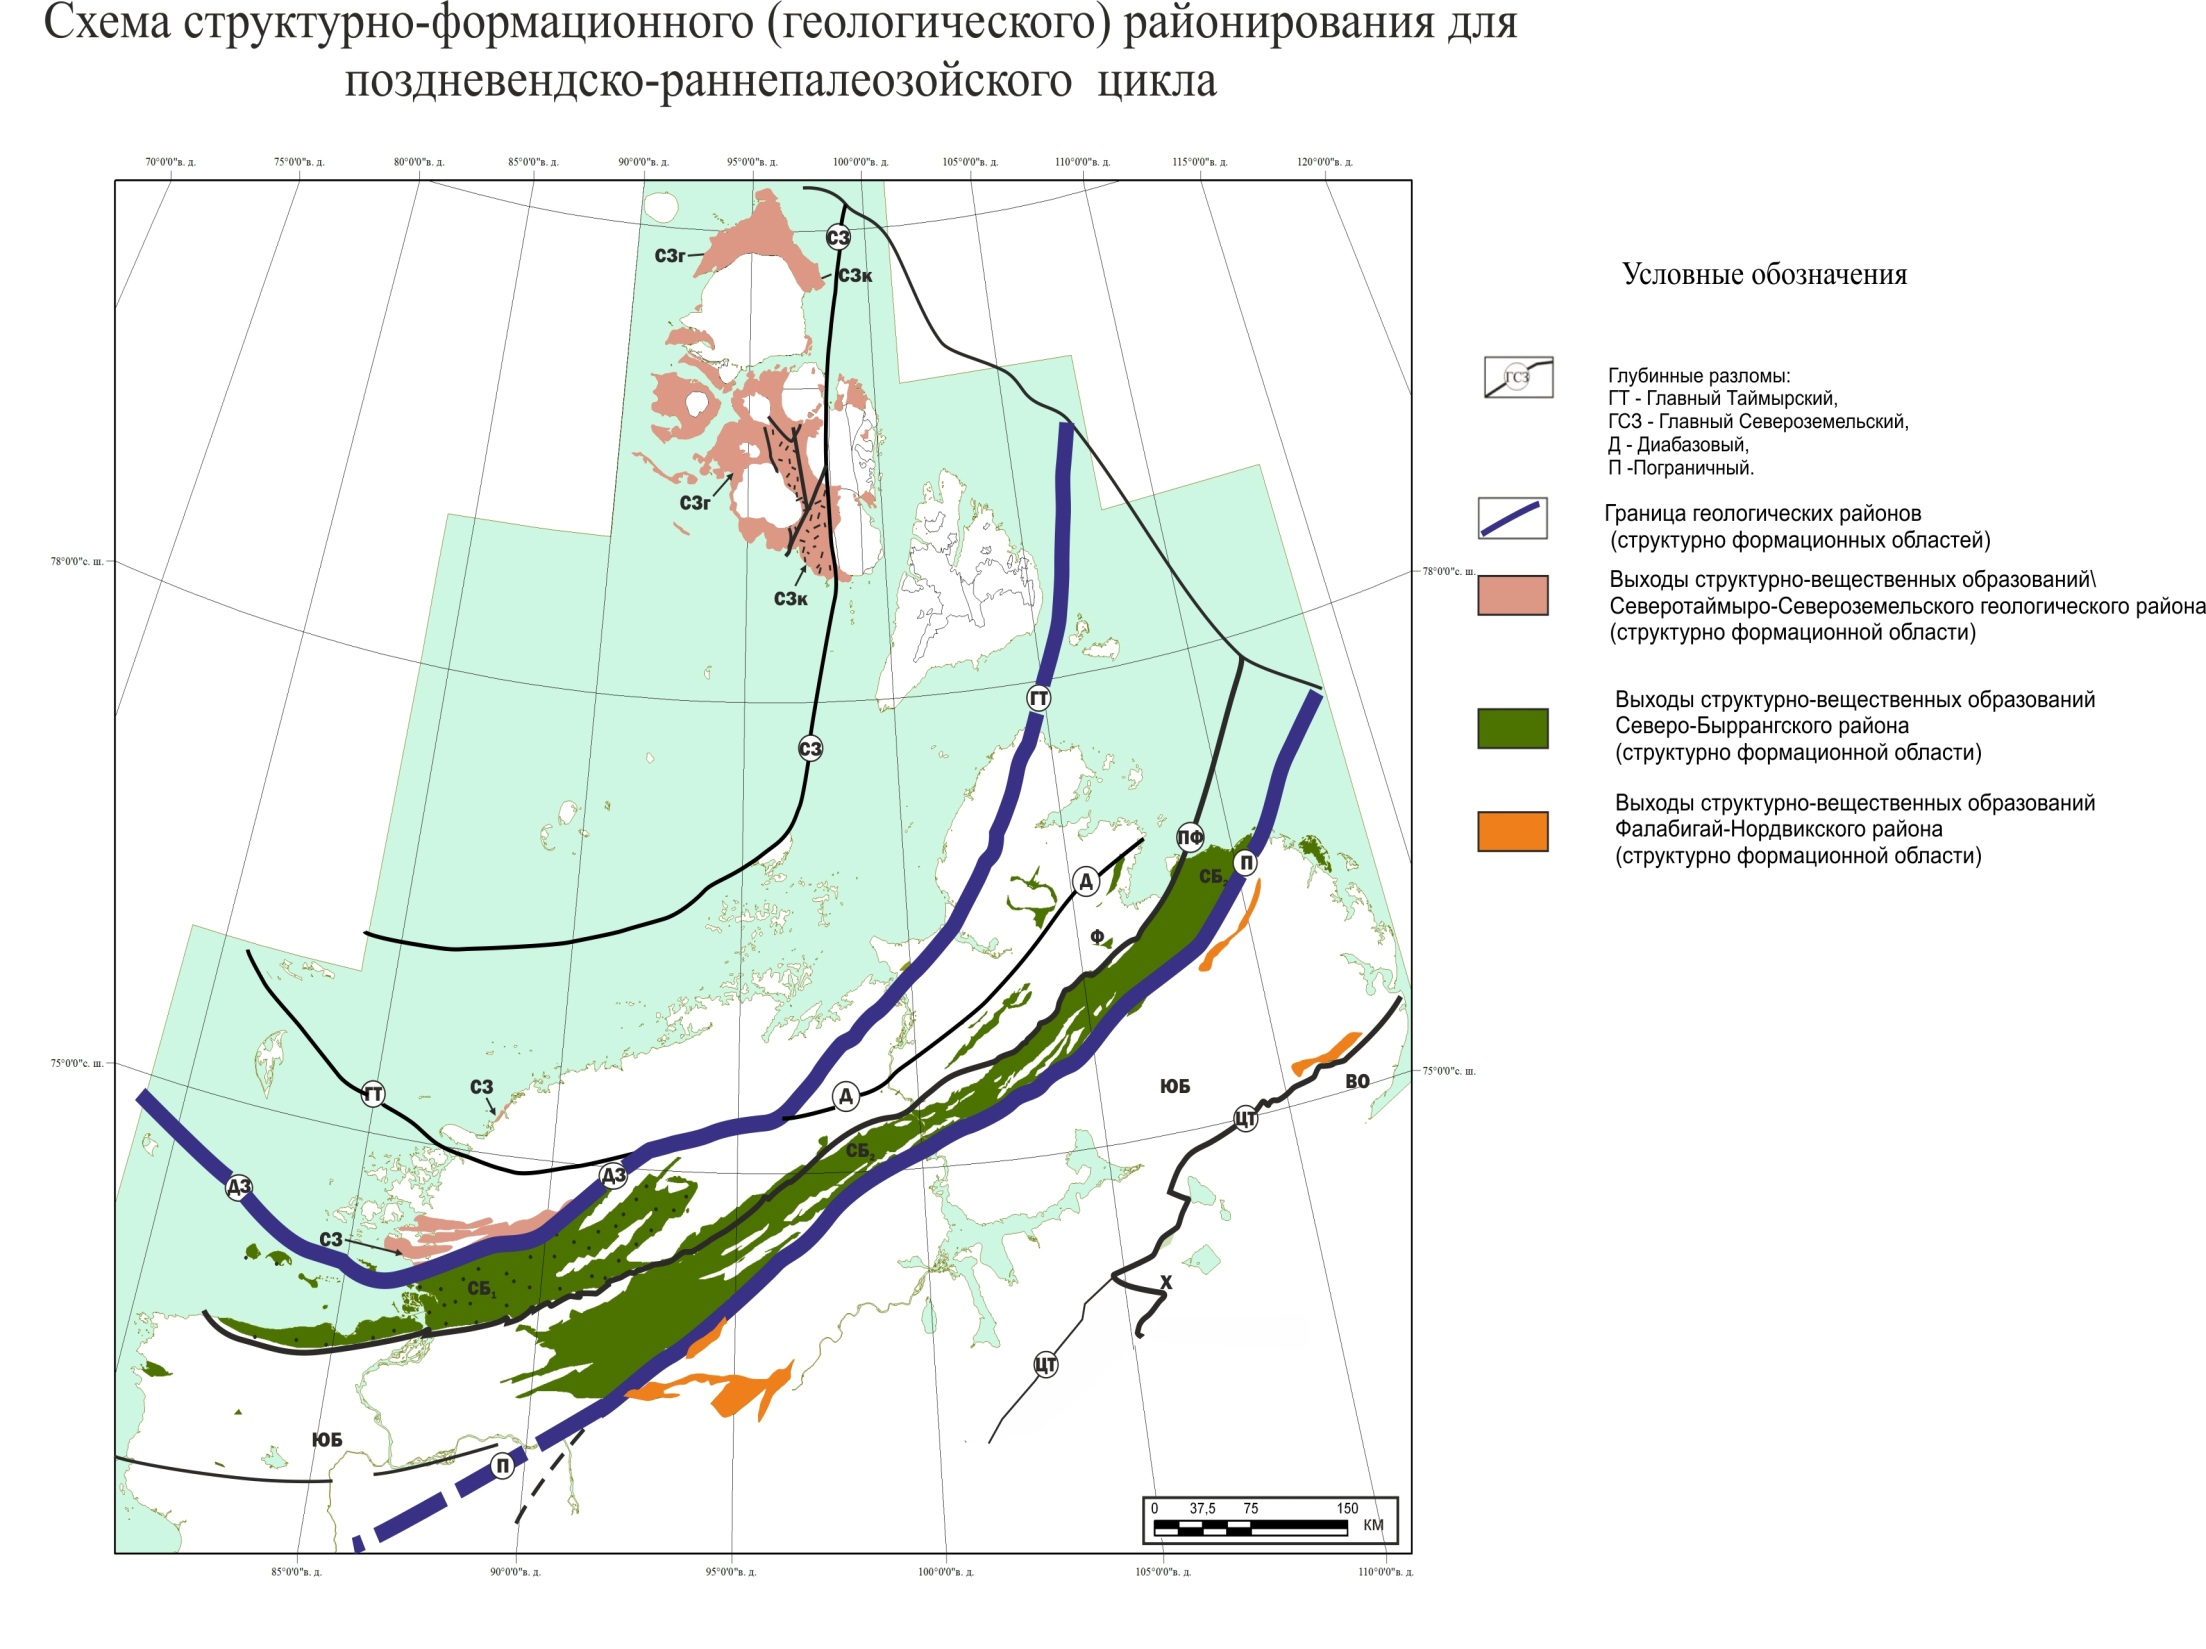 Схема структурно-формационного (геологического) районирования для
поздневендско-раннепалеозойского цикла
70°0'0"в. д.
75°0'0"в. д.
80°0'0"в. д.
85°0'0"в. д.
90°0'0"в. д.
95°0'0"в. д.
100°0'0"в. д.
105°0'0"в. д.
110°0'0"в. д.
115°0'0"в. д.
120°0'0"в. д.
СЗ
СЗг
СЗк
СЗг
78°0'0"с. ш.
78°0'0"с. ш.
СЗк
ГТ
СЗ
ПФ
П
Д
СБ2
Ф
75°0'0"с. ш.
75°0'0"с. ш.
ГТ
СЗ
Д
ЮБ
ВО
ЦТ
СБ2
ДЗ
ДЗ
СЗ
СБ1
Х
ЦТ
ЮБ
П
0 37,5 75 150
КМ
85°0'0"в. д.
90°0'0"в. д.
95°0'0"в. д.
100°0'0"в. д.
105°0'0"в. д.
110°0'0"в. д.
Условные обозначения
ГСЗ
Глубинные разломы:
ГТ - Главный Таймырский,
ГСЗ - Главный Североземельский,
Д - Диабазовый,
П -Пограничный.
Граница геологических районов
(структурно формационных областей)
Выходы структурно-вещественных образований\
Северотаймыро-Североземельского геологического района
(структурно формационной области)
Выходы структурно-вещественных образований
Северо-Быррангского района
(структурно формационной области)
Выходы структурно-вещественных образований
Фалабигай-Нордвикского района
(структурно формационной области)